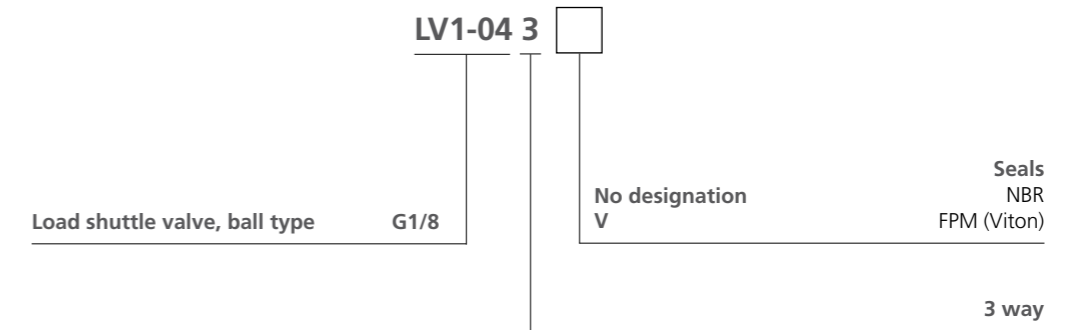 LV1-04 3
Seals
No designation NBR
V FPM (Viton)
Load shuttle valve, ball type G1/8
3 way